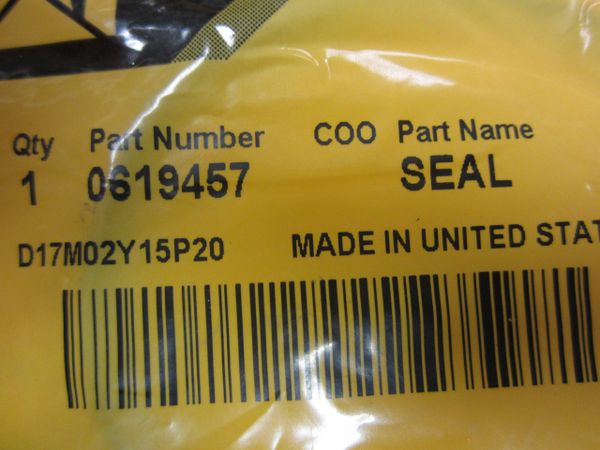 Qty Part Number COO Part Name
1 0619457 SEAL
D17M02Y15P20 MADE IN UNITED STAT